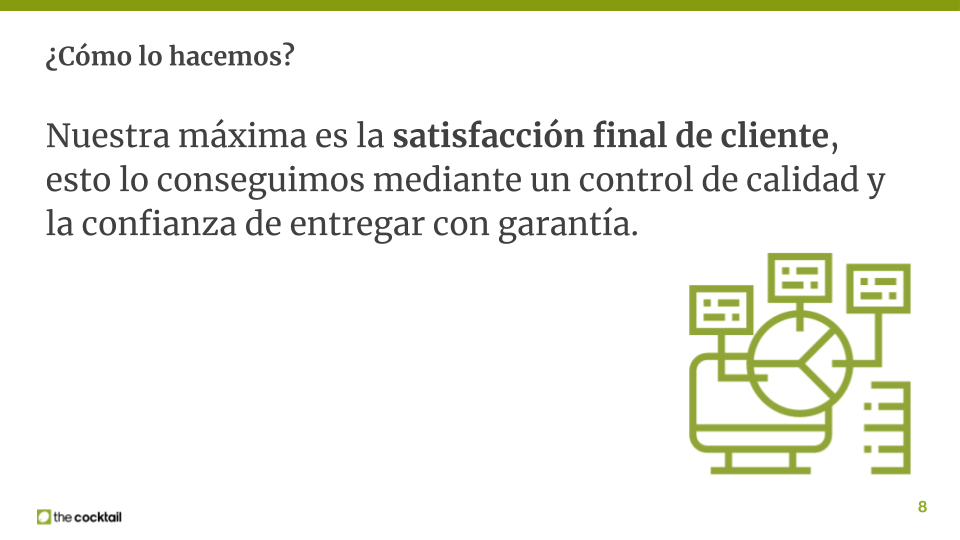 ¿Cómo lo hacemos?
Nuestra máxima es la satisfacción final de cliente,
esto lo conseguimos mediante un control de calidad y
la confianza de entregar con garantía.
the cocktail
8